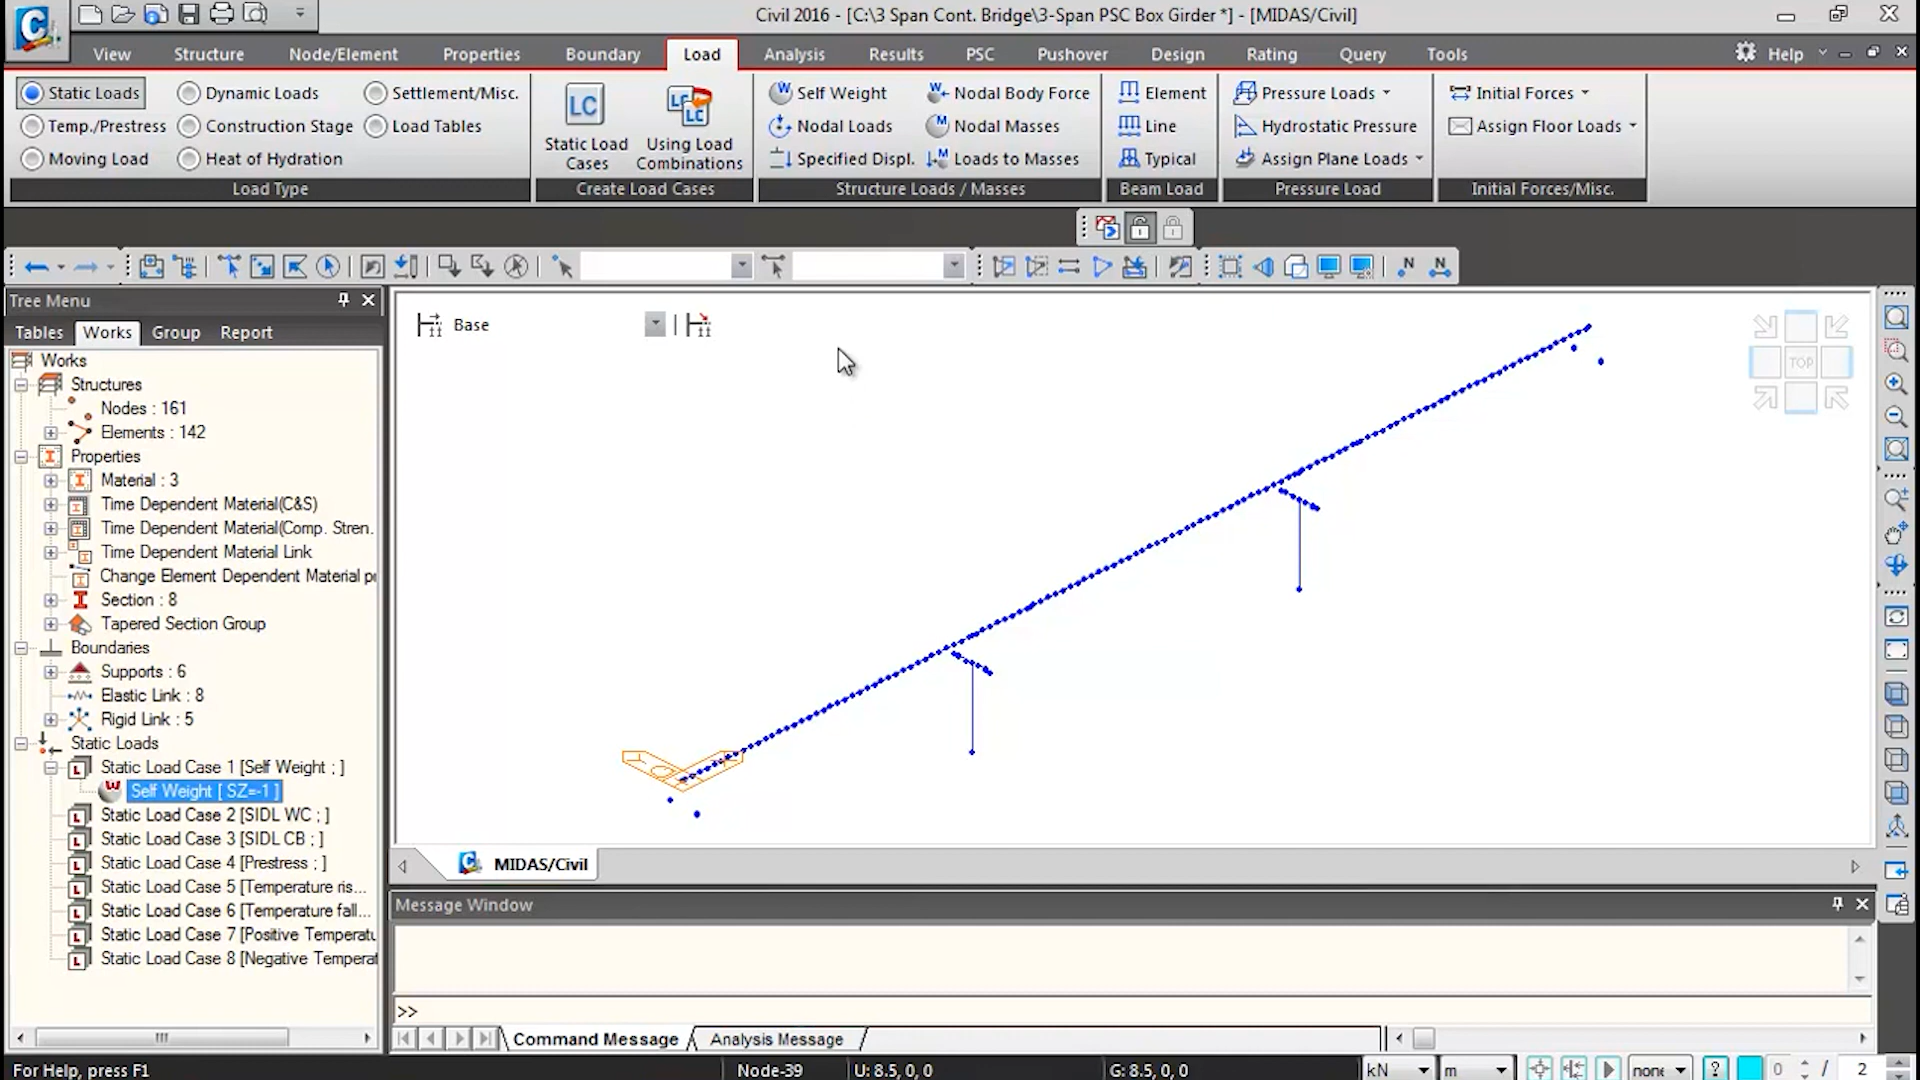 Civil 2016 - [C:\3 Span Cont. Bridge\3-Span PSC Box Girder *] - [MIDAS/Civil]
View Structure Node/Element Properties Boundary Load Analysis Results PSC Pushover Design Rating Query Tools Help
Static Loads Dynamic Loads Settlement/Misc.
Temp./Prestress Construction Stage Load Tables
Moving Load Heat of Hydration
Load Type
LC
Static Load Cases
LC
LC
Using Load Combinations
Create Load Cases
Self Weight Nodal Body Force
Nodal Loads Nodal Masses
Specified Displ. Loads to Masses
Structure Loads / Masses
Element
Line
Typical
Beam Load
Pressure Loads
Hydrostatic Pressure
Assign Plane Loads
Pressure Load
Initial Forces
Assign Floor Loads
Initial Forces/Misc.
Tree Menu
Tables Works Group Report
Works
Structures
Nodes : 161
Elements : 142
Properties
Material : 3
Time Dependent Material(C&S)
Time Dependent Material(Comp. Stren.
Time Dependent Material Link
Change Element Dependent Material p
Section : 8
Tapered Section Group
Boundaries
Supports : 6
Elastic Link : 8
Rigid Link : 5
Static Loads
Static Load Case 1 [Self Weight ; ]
Self Weight [ SZ=-1 ]
Static Load Case 2 [SIDL WC ; ]
Static Load Case 3 [SIDL CB ; ]
Static Load Case 4 [Prestress ; ]
Static Load Case 5 [Temperature ris...
Static Load Case 6 [Temperature fall...
Static Load Case 7 [Positive Temperatu
Static Load Case 8 [Negative Temperat
Base
TOP
MIDAS/Civil
Message Window
>>
Command Message Analysis Message
For Help, press F1
Node-39 U: 8.5, 0, 0 G: 8.5, 0, 0 kN m none ? 0 / 2